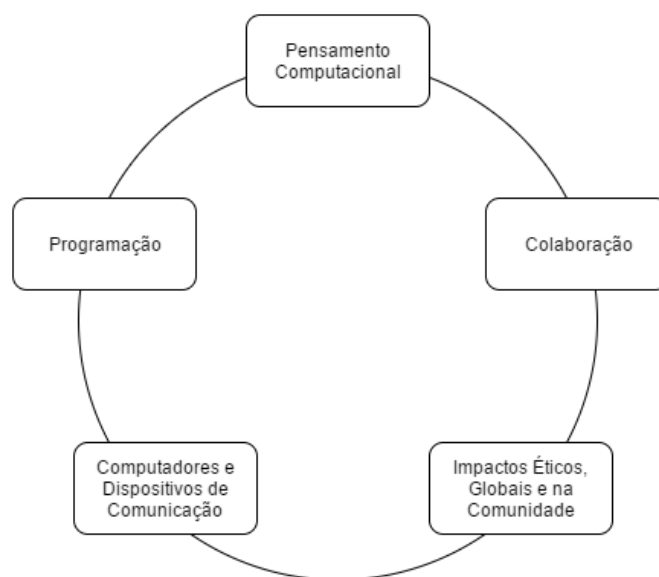 Pensamento
Computacional
Programação
Colaboração
Computadores e
Dispositivos de
Comunicação
Impactos Éticos,
Globais e na
Comunidade